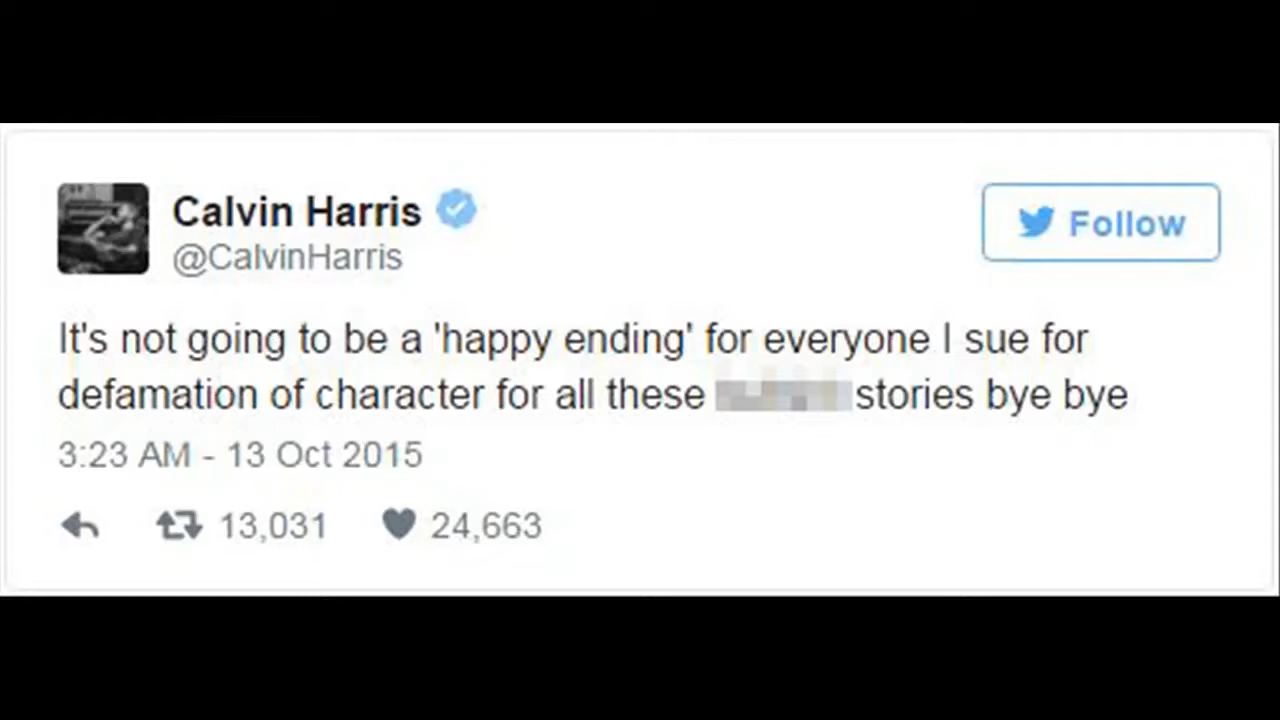 Calvin Harris
@CalvinHarris
Follow
It's not going to be a 'happy ending' for everyone I sue for
defamation of character for all these stories bye bye
3:23 AM - 13 Oct 2015
13,031 24,663